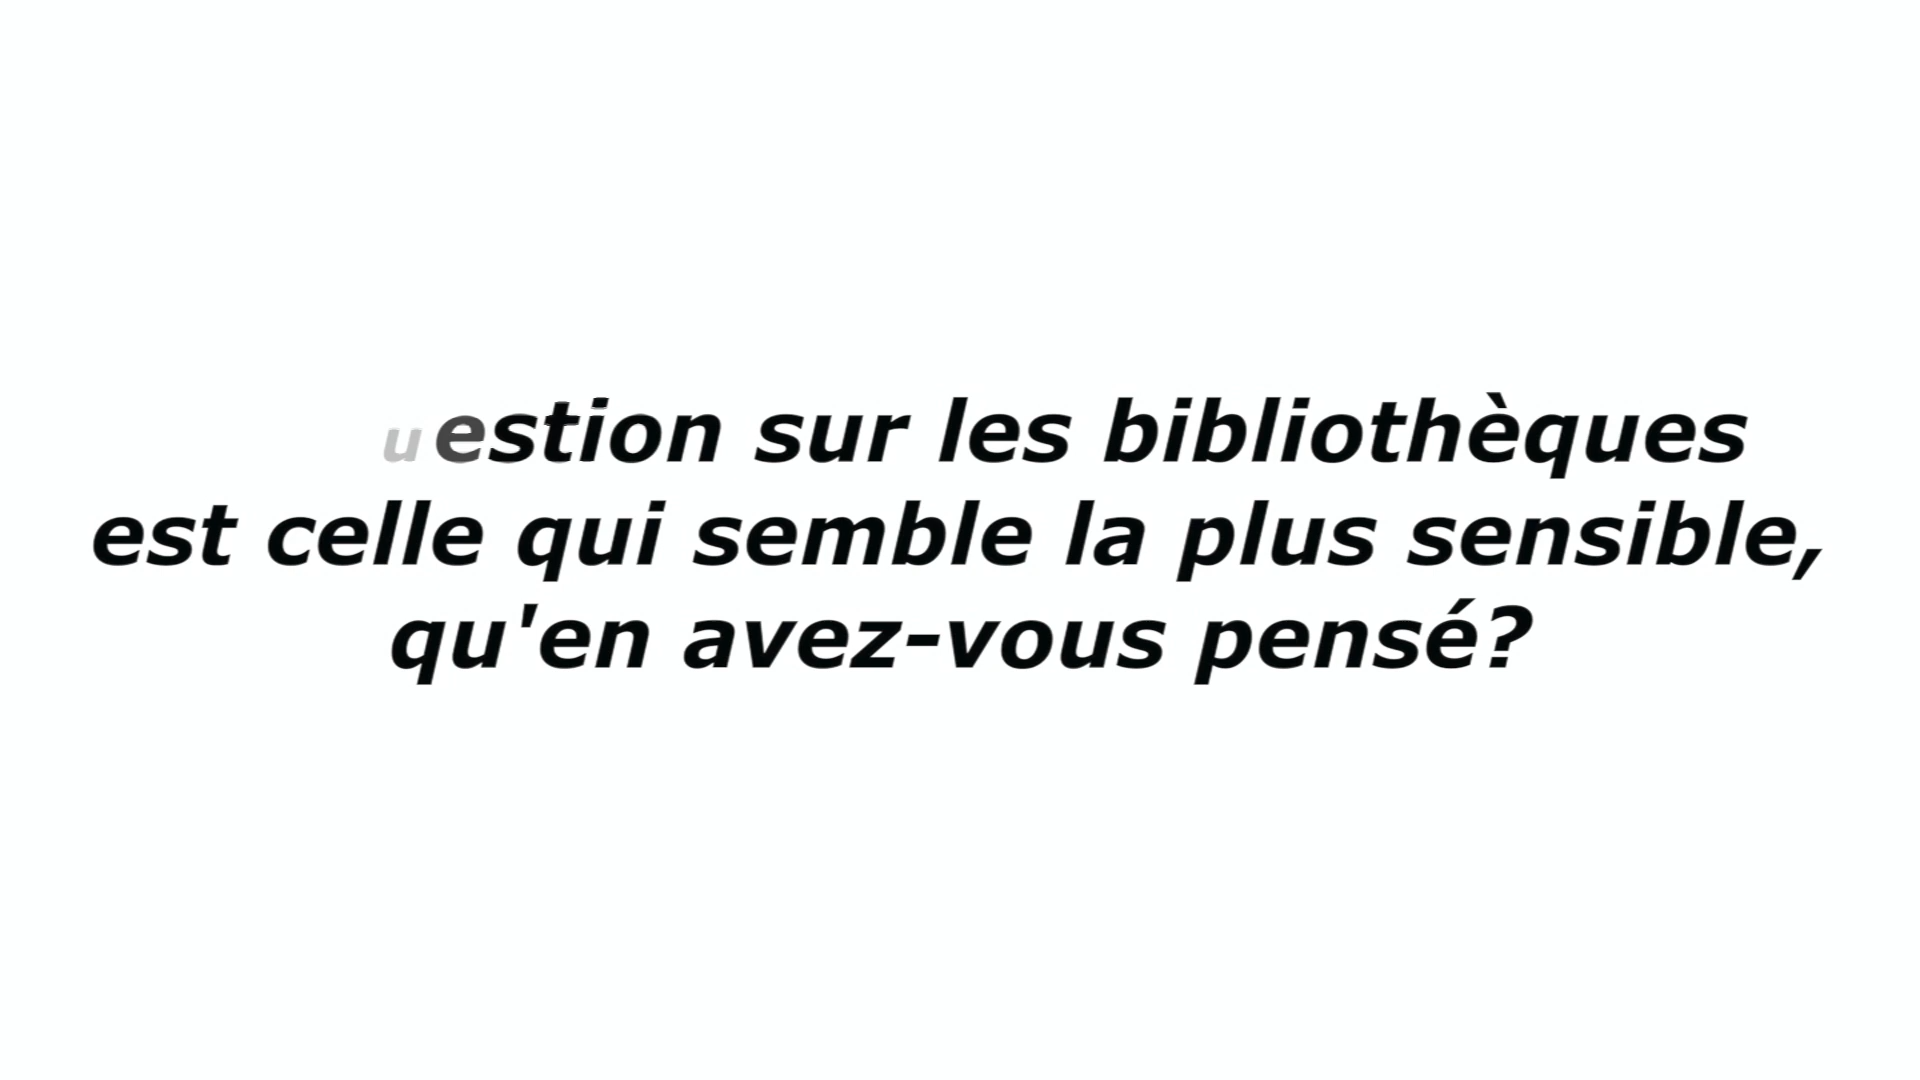 uestion sur les bibliothèques
est celle qui semble la plus sensible,
qu'en avez-vous pensé?